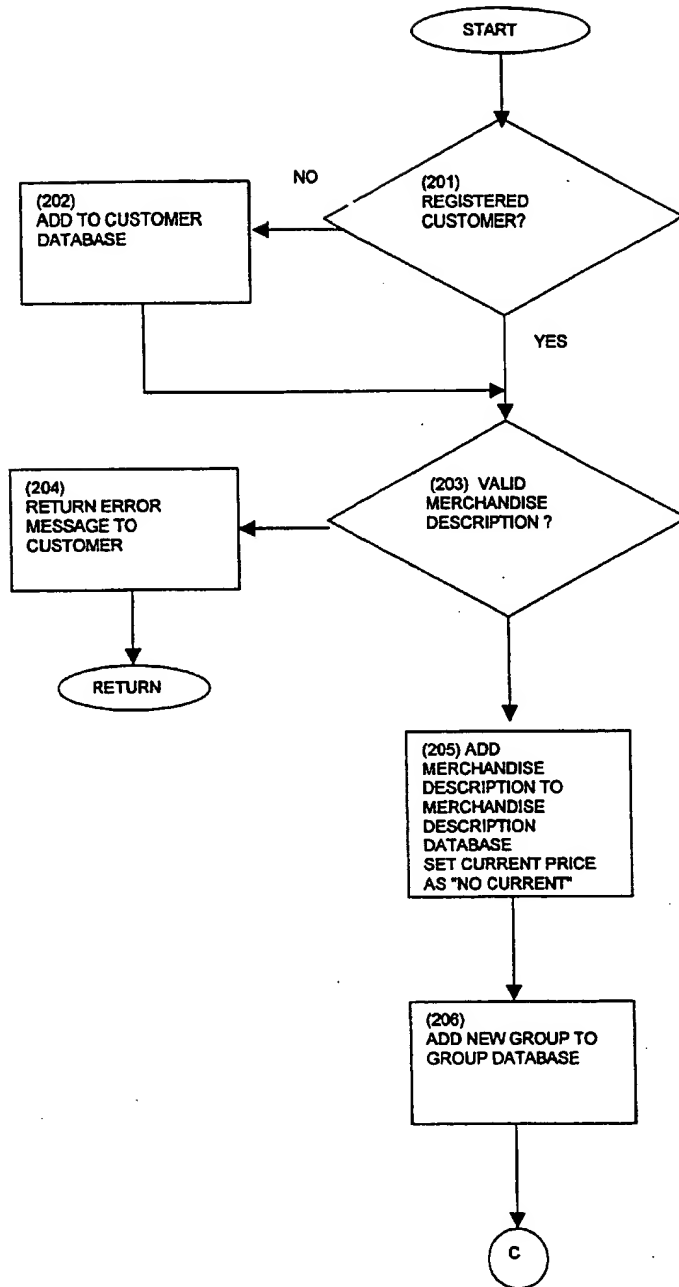 START
(201)
REGISTERED
CUSTOMER?
NO
(202)
ADD TO CUSTOMER
DATABASE
YES
(203) VALID
MERCHANDISE
DESCRIPTION ?
(204)
RETURN ERROR
MESSAGE TO
CUSTOMER
RETURN
(205) ADD
MERCHANDISE
DESCRIPTION TO
MERCHANDISE
DESCRIPTION
DATABASE
SET CURRENT PRICE
AS "NO CURRENT"
(206)
ADD NEW GROUP TO
GROUP DATABASE
C